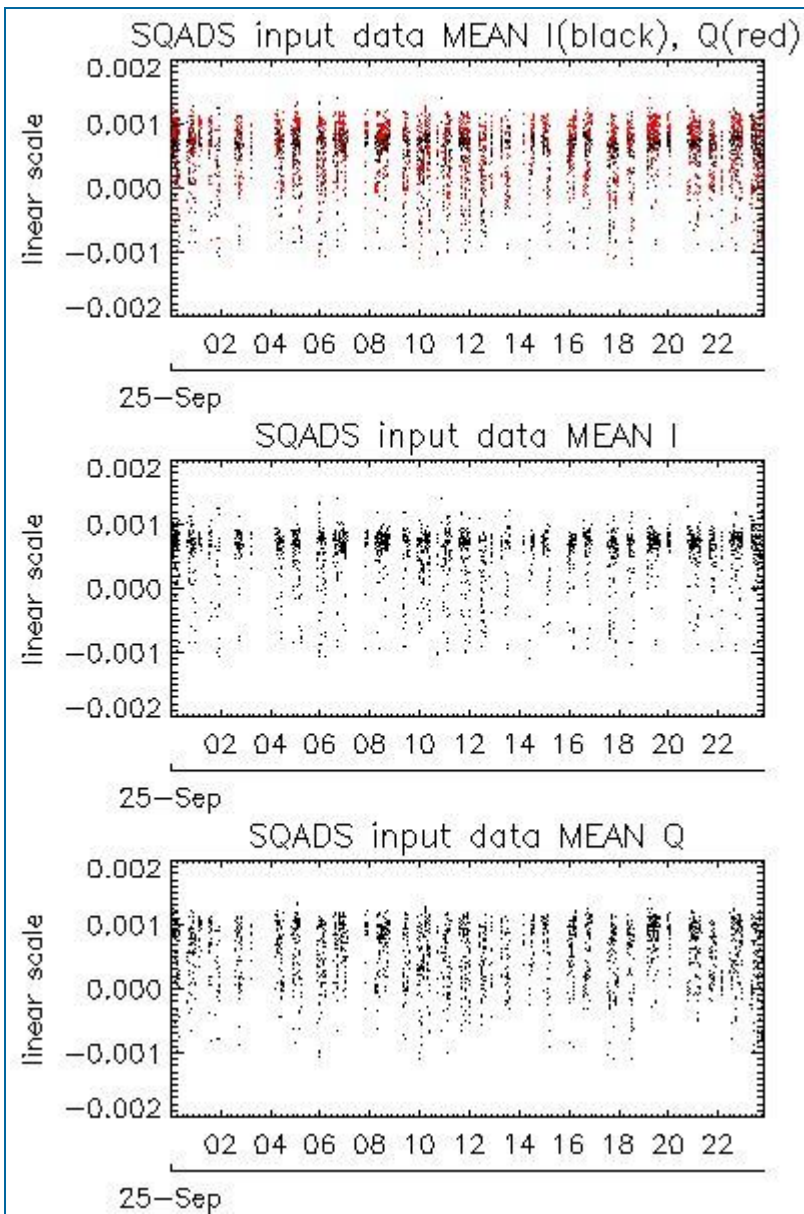 SQADS input data MEAN I(black), Q(red)
0.002
0.001
0.000
−0.001
−0.002
linear scale
02 04 06 08 10 12 14 16 18 20 22
25−Sep
SQADS input data MEAN I
0.002
0.001
0.000
−0.001
−0.002
linear scale
02 04 06 08 10 12 14 16 18 20 22
25−Sep
SQADS input data MEAN Q
0.002
0.001
0.000
−0.001
−0.002
linear scale
02 04 06 08 10 12 14 16 18 20 22
25−Sep